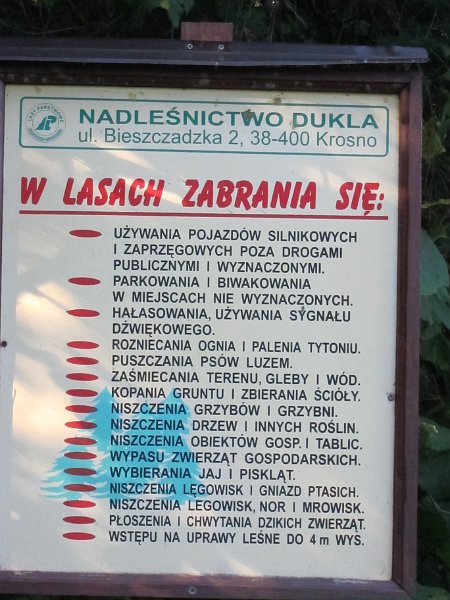 LASY PAŃSTWOWE
NADLEŚNICTWO DUKLA
ul. Bieszczadzka 2, 38-400 Krosno
W LASACH ZABRANIA SIĘ:
UŻYWANIA POJAZDÓW SILNIKOWYCH
I ZAPRZĘGOWYCH POZA DROGAMI
PUBLICZNYMI I WYZNACZONYMI.
PARKOWANIA I BIWAKOWANIA
W MIEJSCACH NIE WYZNACZONYCH.
HAŁASOWANIA, UŻYWANIA SYGNAŁU
DŹWIĘKOWEGO.
ROZNIECANIA OGNIA I PALENIA TYTONIU.
PUSZCZANIA PSÓW LUZEM.
ZAŚMIECANIA TERENU, GLEBY I WÓD.
KOPANIA GRUNTU I ZBIERANIA ŚCIÓŁY.
NISZCZENIA GRZYBÓW I GRZYBNI.
NISZCZENIA DRZEW I INNYCH ROŚLIN.
NISZCZENIA OBIEKTÓW GOSP. I TABLIC.
WYPASU ZWIERZĄT GOSPODARSKICH.
WYBIERANIA JAJ I PISKLĄT.
NISZCZENIA LĘGOWISK I GNIAZD PTASICH.
NISZCZENIA LEGOWISK, NOR I MROWISK.
PŁOSZENIA I CHWYTANIA DZIKICH ZWIERZĄT.
WSTĘPU NA UPRAWY LEŚNE DO 4 m WYS.